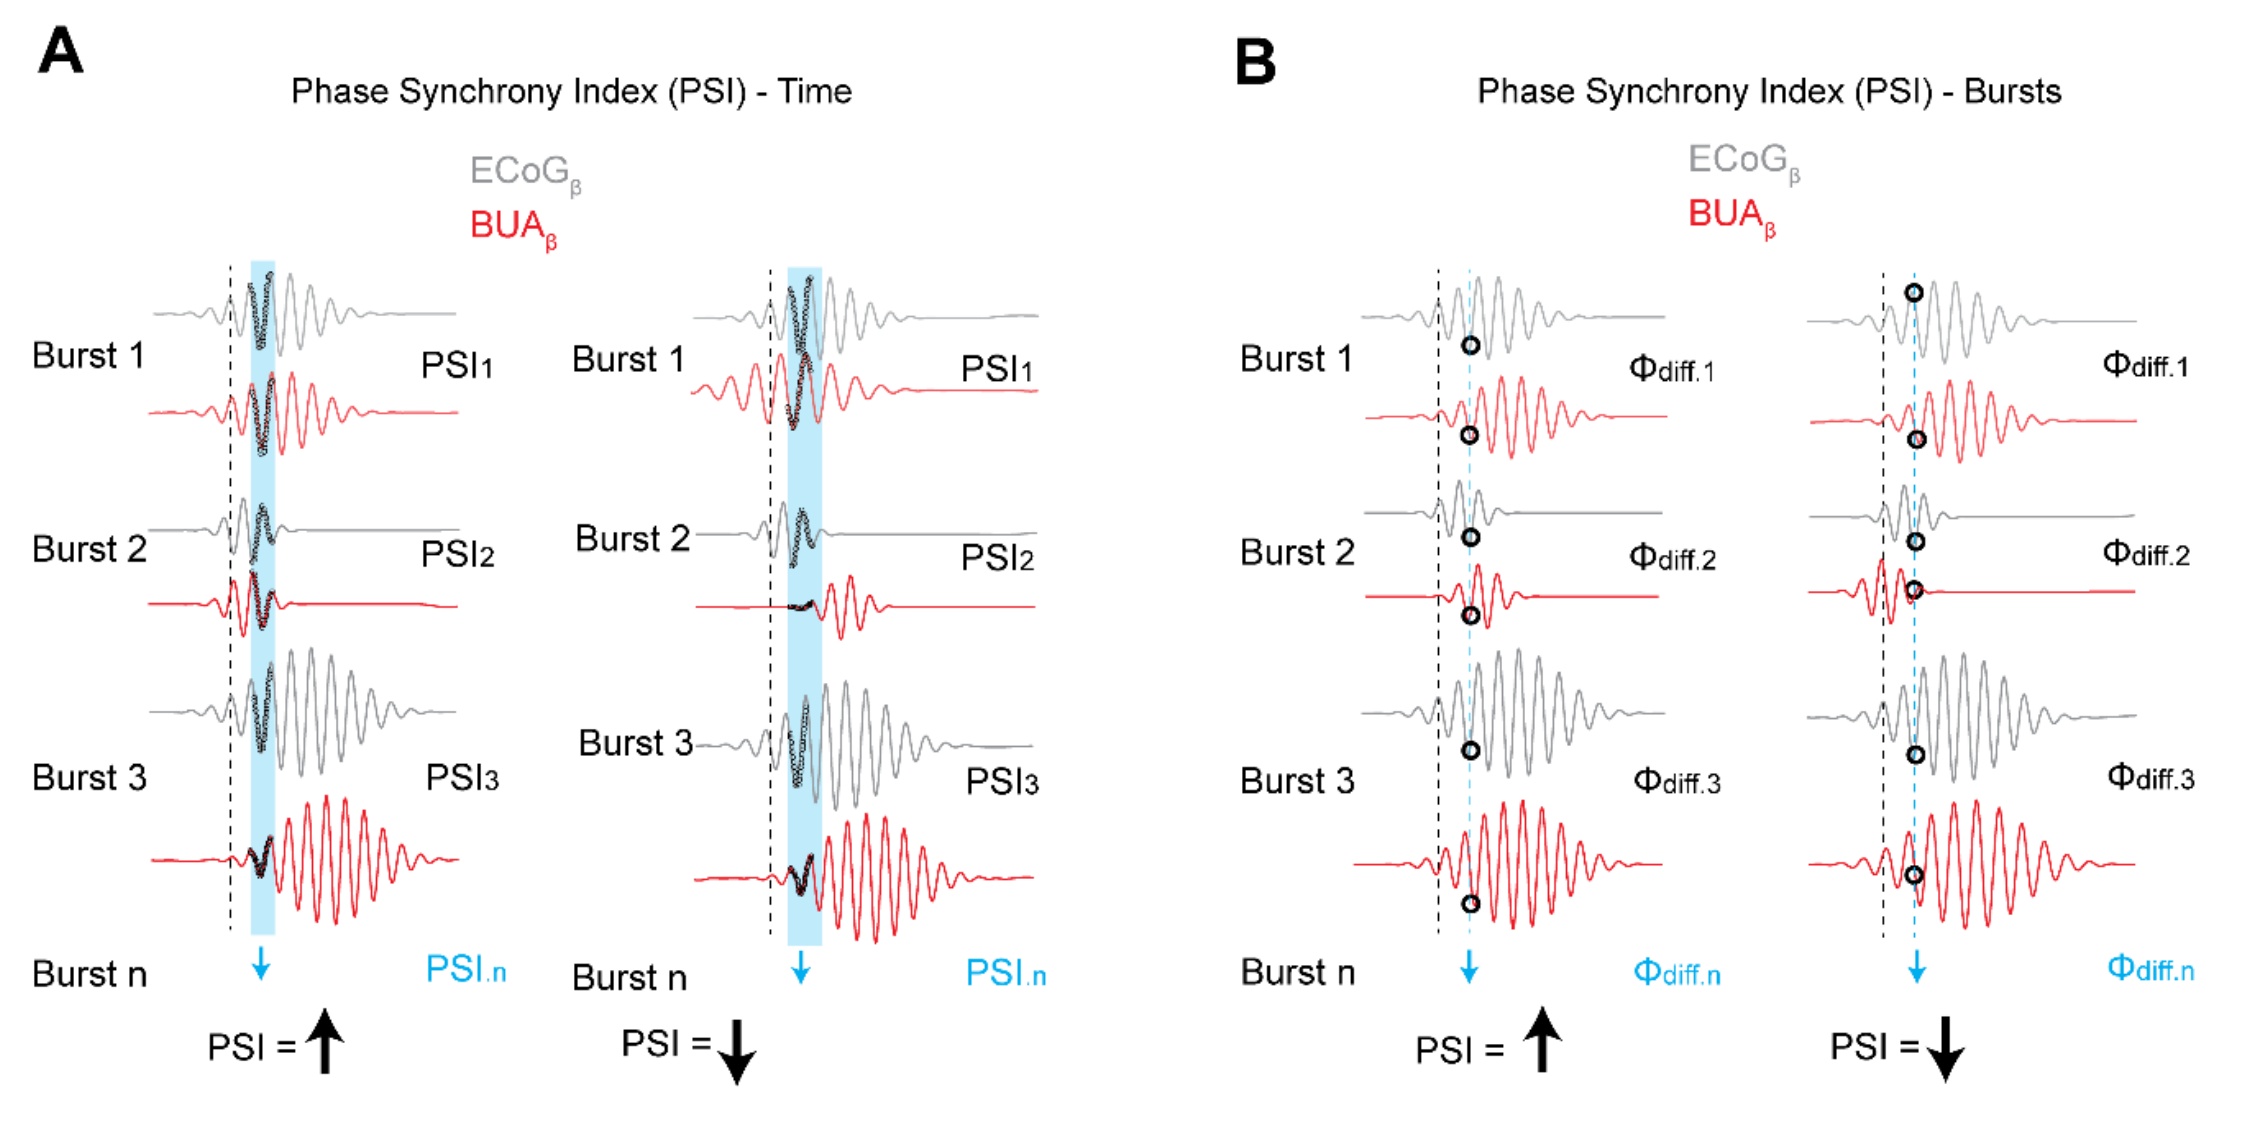 A
Phase Synchrony Index (PSI) - Time
ECoGβ
BUAβ
Burst 1
PSI1
Burst 2
PSI2
Burst 3
PSI3
Burst n
PSI.n
PSI =
Burst 1
PSI1
Burst 2
PSI2
Burst 3
PSI3
Burst n
PSI.n
PSI =
B
Phase Synchrony Index (PSI) - Bursts
ECoGβ
BUAβ
Burst 1
Φdiff.1
Burst 2
Φdiff.2
Burst 3
Φdiff.3
Burst n
Φdiff.n
PSI =
Φdiff.1
Φdiff.2
Φdiff.3
Φdiff.n
PSI =